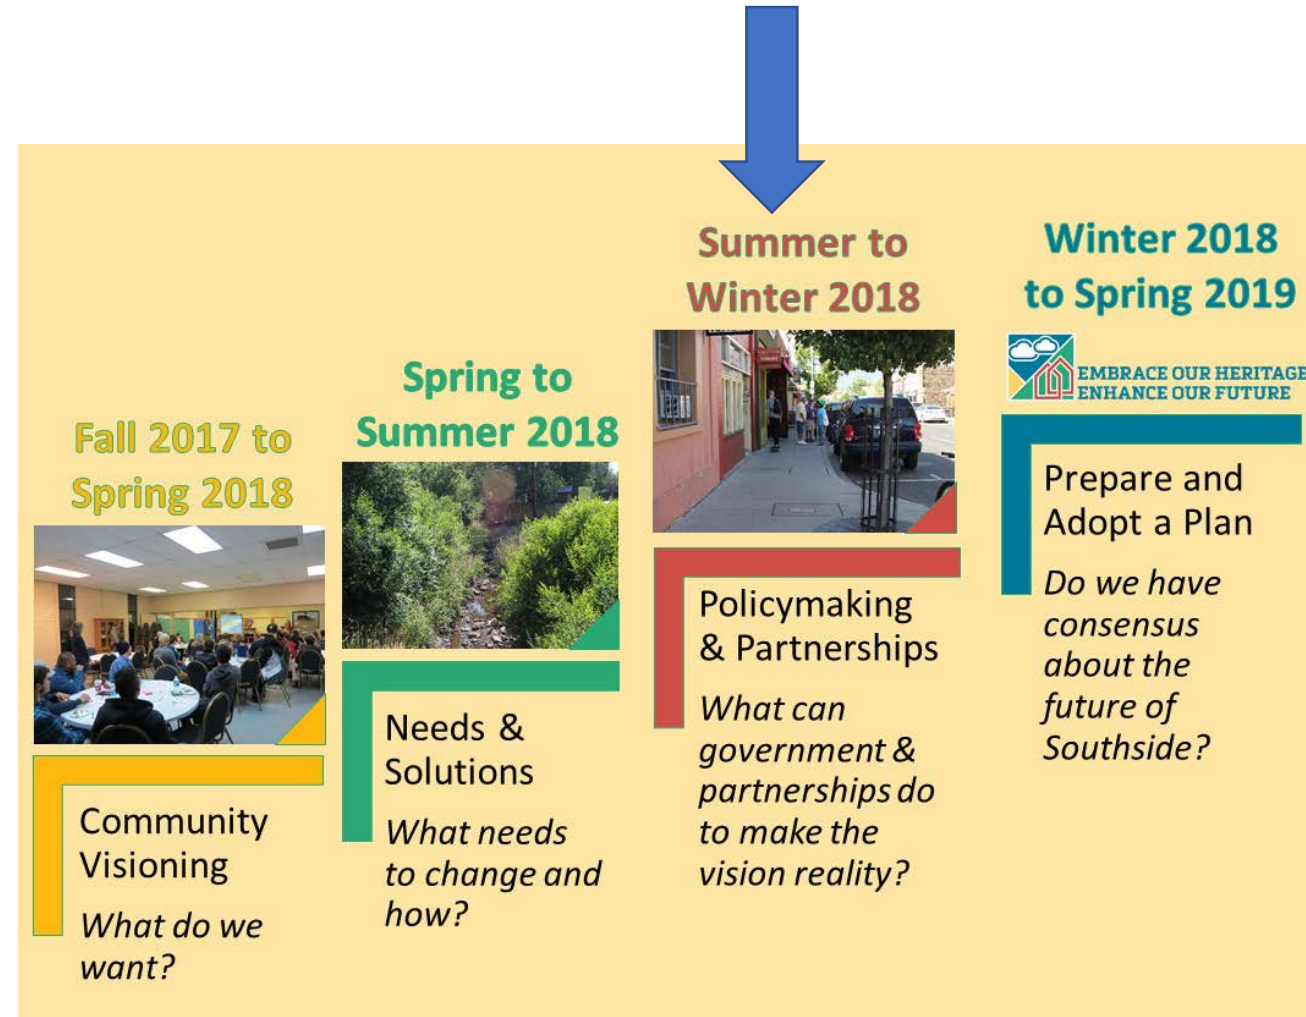 Fall 2017 to
Spring 2018
Community
Visioning
What do we
want?
Spring to
Summer 2018
Needs &
Solutions
What needs
to change and
how?
Summer to
Winter 2018
Policymaking
& Partnerships
What can
government &
partnerships do
to make the
vision reality?
Winter 2018
to Spring 2019
EMBRACE OUR HERITAGE
ENHANCE OUR FUTURE
Prepare and
Adopt a Plan
Do we have
consensus
about the
future of
Southside?